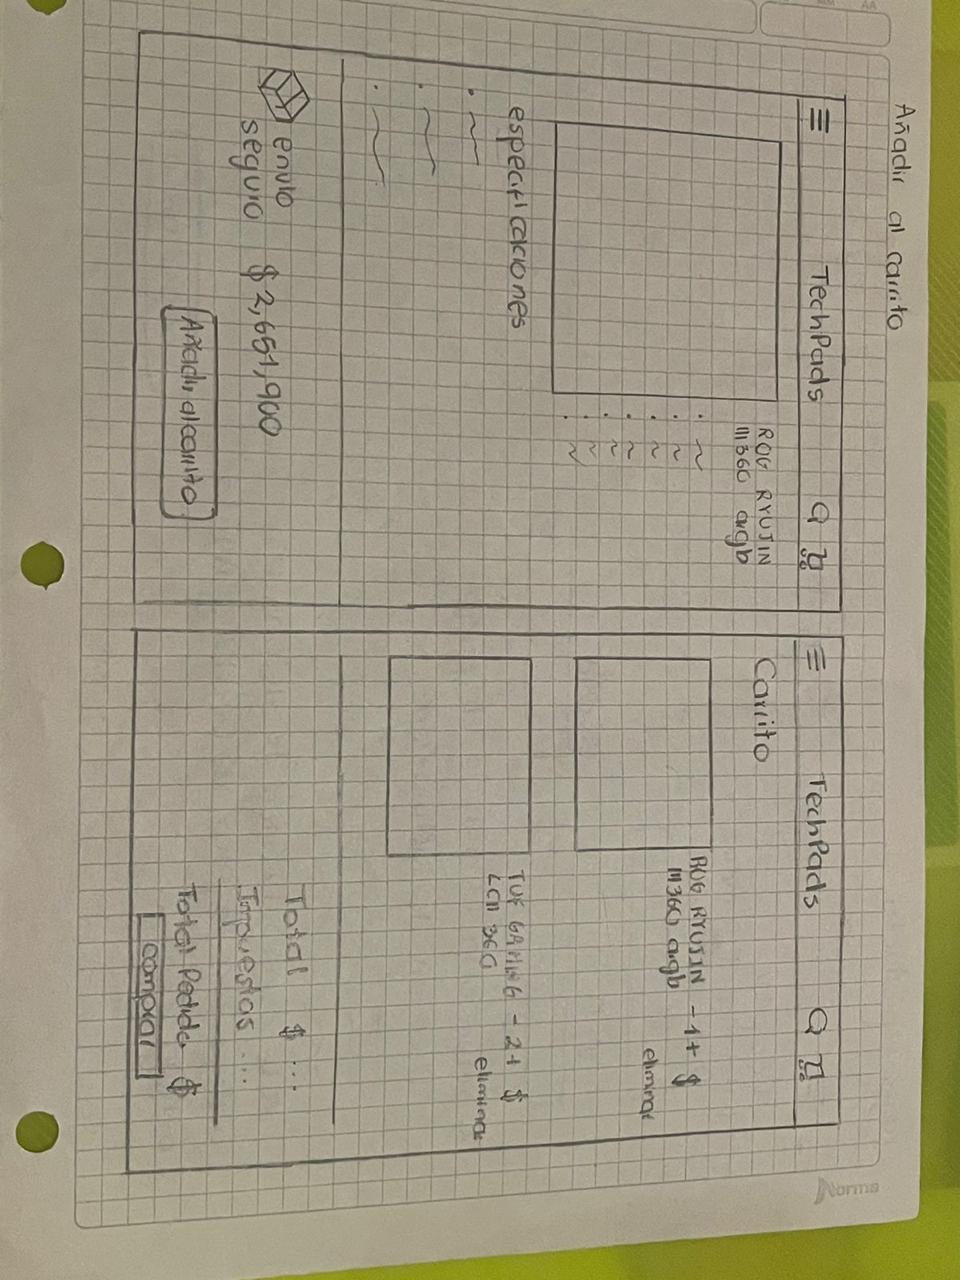 Añadir al carrito
TechPads
ROG RYUJIN
III 360 argb
especificaciones
envio
seguro
$2,651,900
Añadir al carrito
TechPads
Carrito
ROG RYUJIN - 1 + $
III 360 argb
eliminar
TUF GAMING - 2 + $
LCII 360
eliminar
Total $ ...
Impuestos ...
Total Pedido $
comprar
Norma